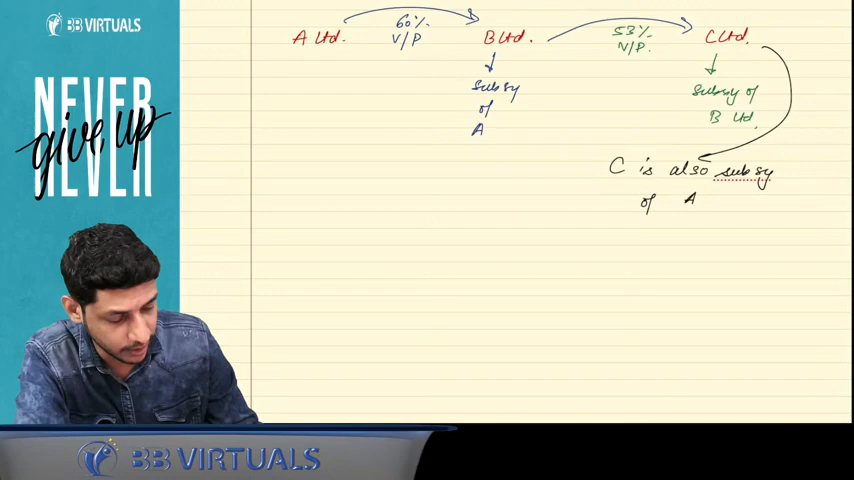 BB VIRTUALS
NEVER
give up
NEVER
A Ltd.
60%
V/P
B Ltd.
53%
V/P.
C Ltd.
subsy
of
A
subsy of
B Ltd.
C is also subsy
of A
BB VIRTUALS